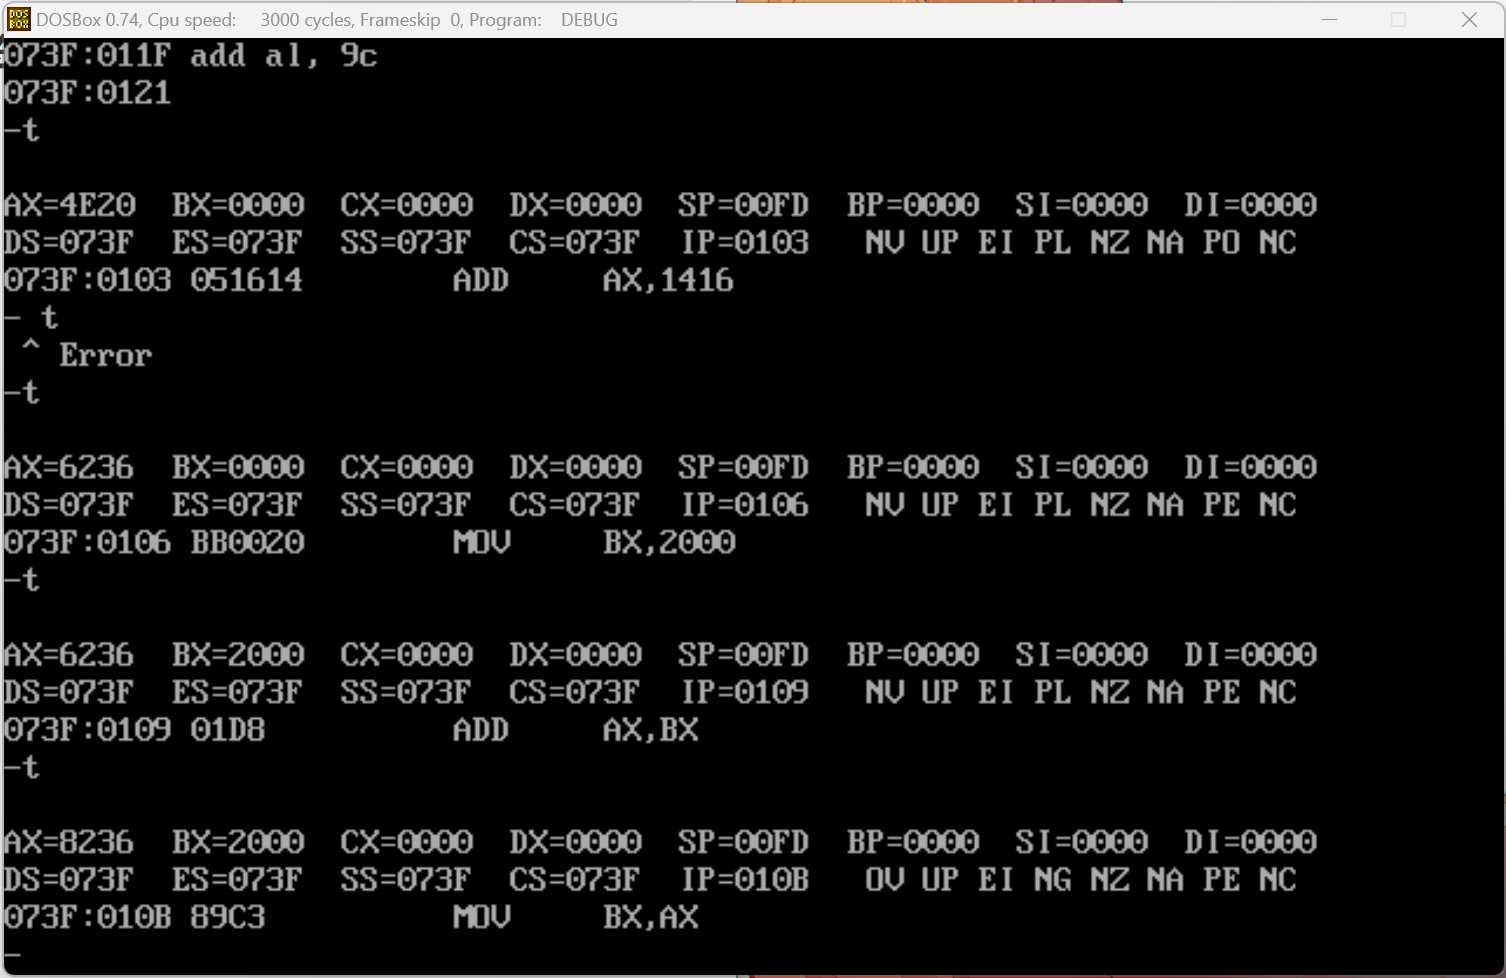 DOSBox 0.74, Cpu speed:    3000 cycles, Frameskip  0, Program:    DEBUG
073F:011F add al, 9c
073F:0121
-t
AX=4E20  BX=0000  CX=0000  DX=0000  SP=00FD  BP=0000  SI=0000  DI=0000
DS=073F  ES=073F  SS=073F  CS=073F  IP=0103   NV UP EI PL NZ NA PO NC
073F:0103 051614        ADD     AX,1416
- t
 ^ Error
-t
AX=6236  BX=0000  CX=0000  DX=0000  SP=00FD  BP=0000  SI=0000  DI=0000
DS=073F  ES=073F  SS=073F  CS=073F  IP=0106   NV UP EI PL NZ NA PE NC
073F:0106 BB0020        MOV     BX,2000
-t
AX=6236  BX=2000  CX=0000  DX=0000  SP=00FD  BP=0000  SI=0000  DI=0000
DS=073F  ES=073F  SS=073F  CS=073F  IP=0109   NV UP EI PL NZ NA PE NC
073F:0109 01D8          ADD     AX,BX
-t
AX=8236  BX=2000  CX=0000  DX=0000  SP=00FD  BP=0000  SI=0000  DI=0000
DS=073F  ES=073F  SS=073F  CS=073F  IP=010B   OV UP EI NG NZ NA PE NC
073F:010B 89C3          MOV     BX,AX
-